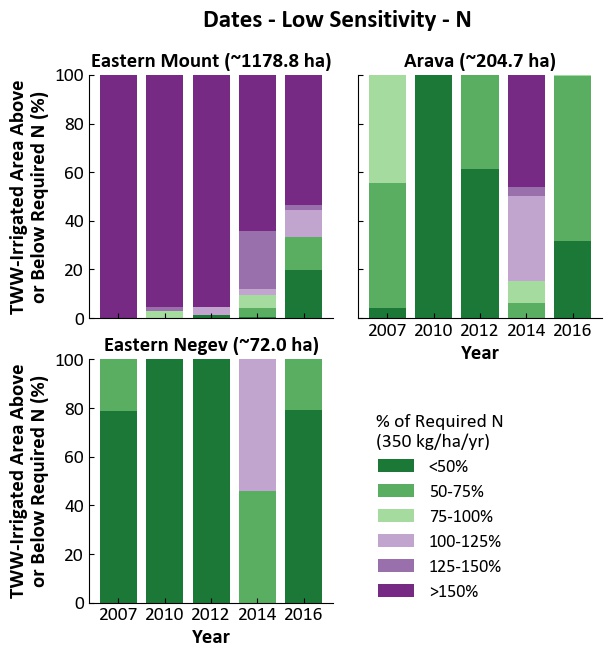 Dates - Low Sensitivity - N
Eastern Mount (~1178.8 ha)
TWW-Irrigated Area Above
or Below Required N (%)
100
80
60
40
20
0
Arava (~204.7 ha)
2007 2010 2012 2014 2016
Year
Eastern Negev (~72.0 ha)
TWW-Irrigated Area Above
or Below Required N (%)
100
80
60
40
20
0
2007 2010 2012 2014 2016
Year
% of Required N
(350 kg/ha/yr)
<50%
50-75%
75-100%
100-125%
125-150%
>150%